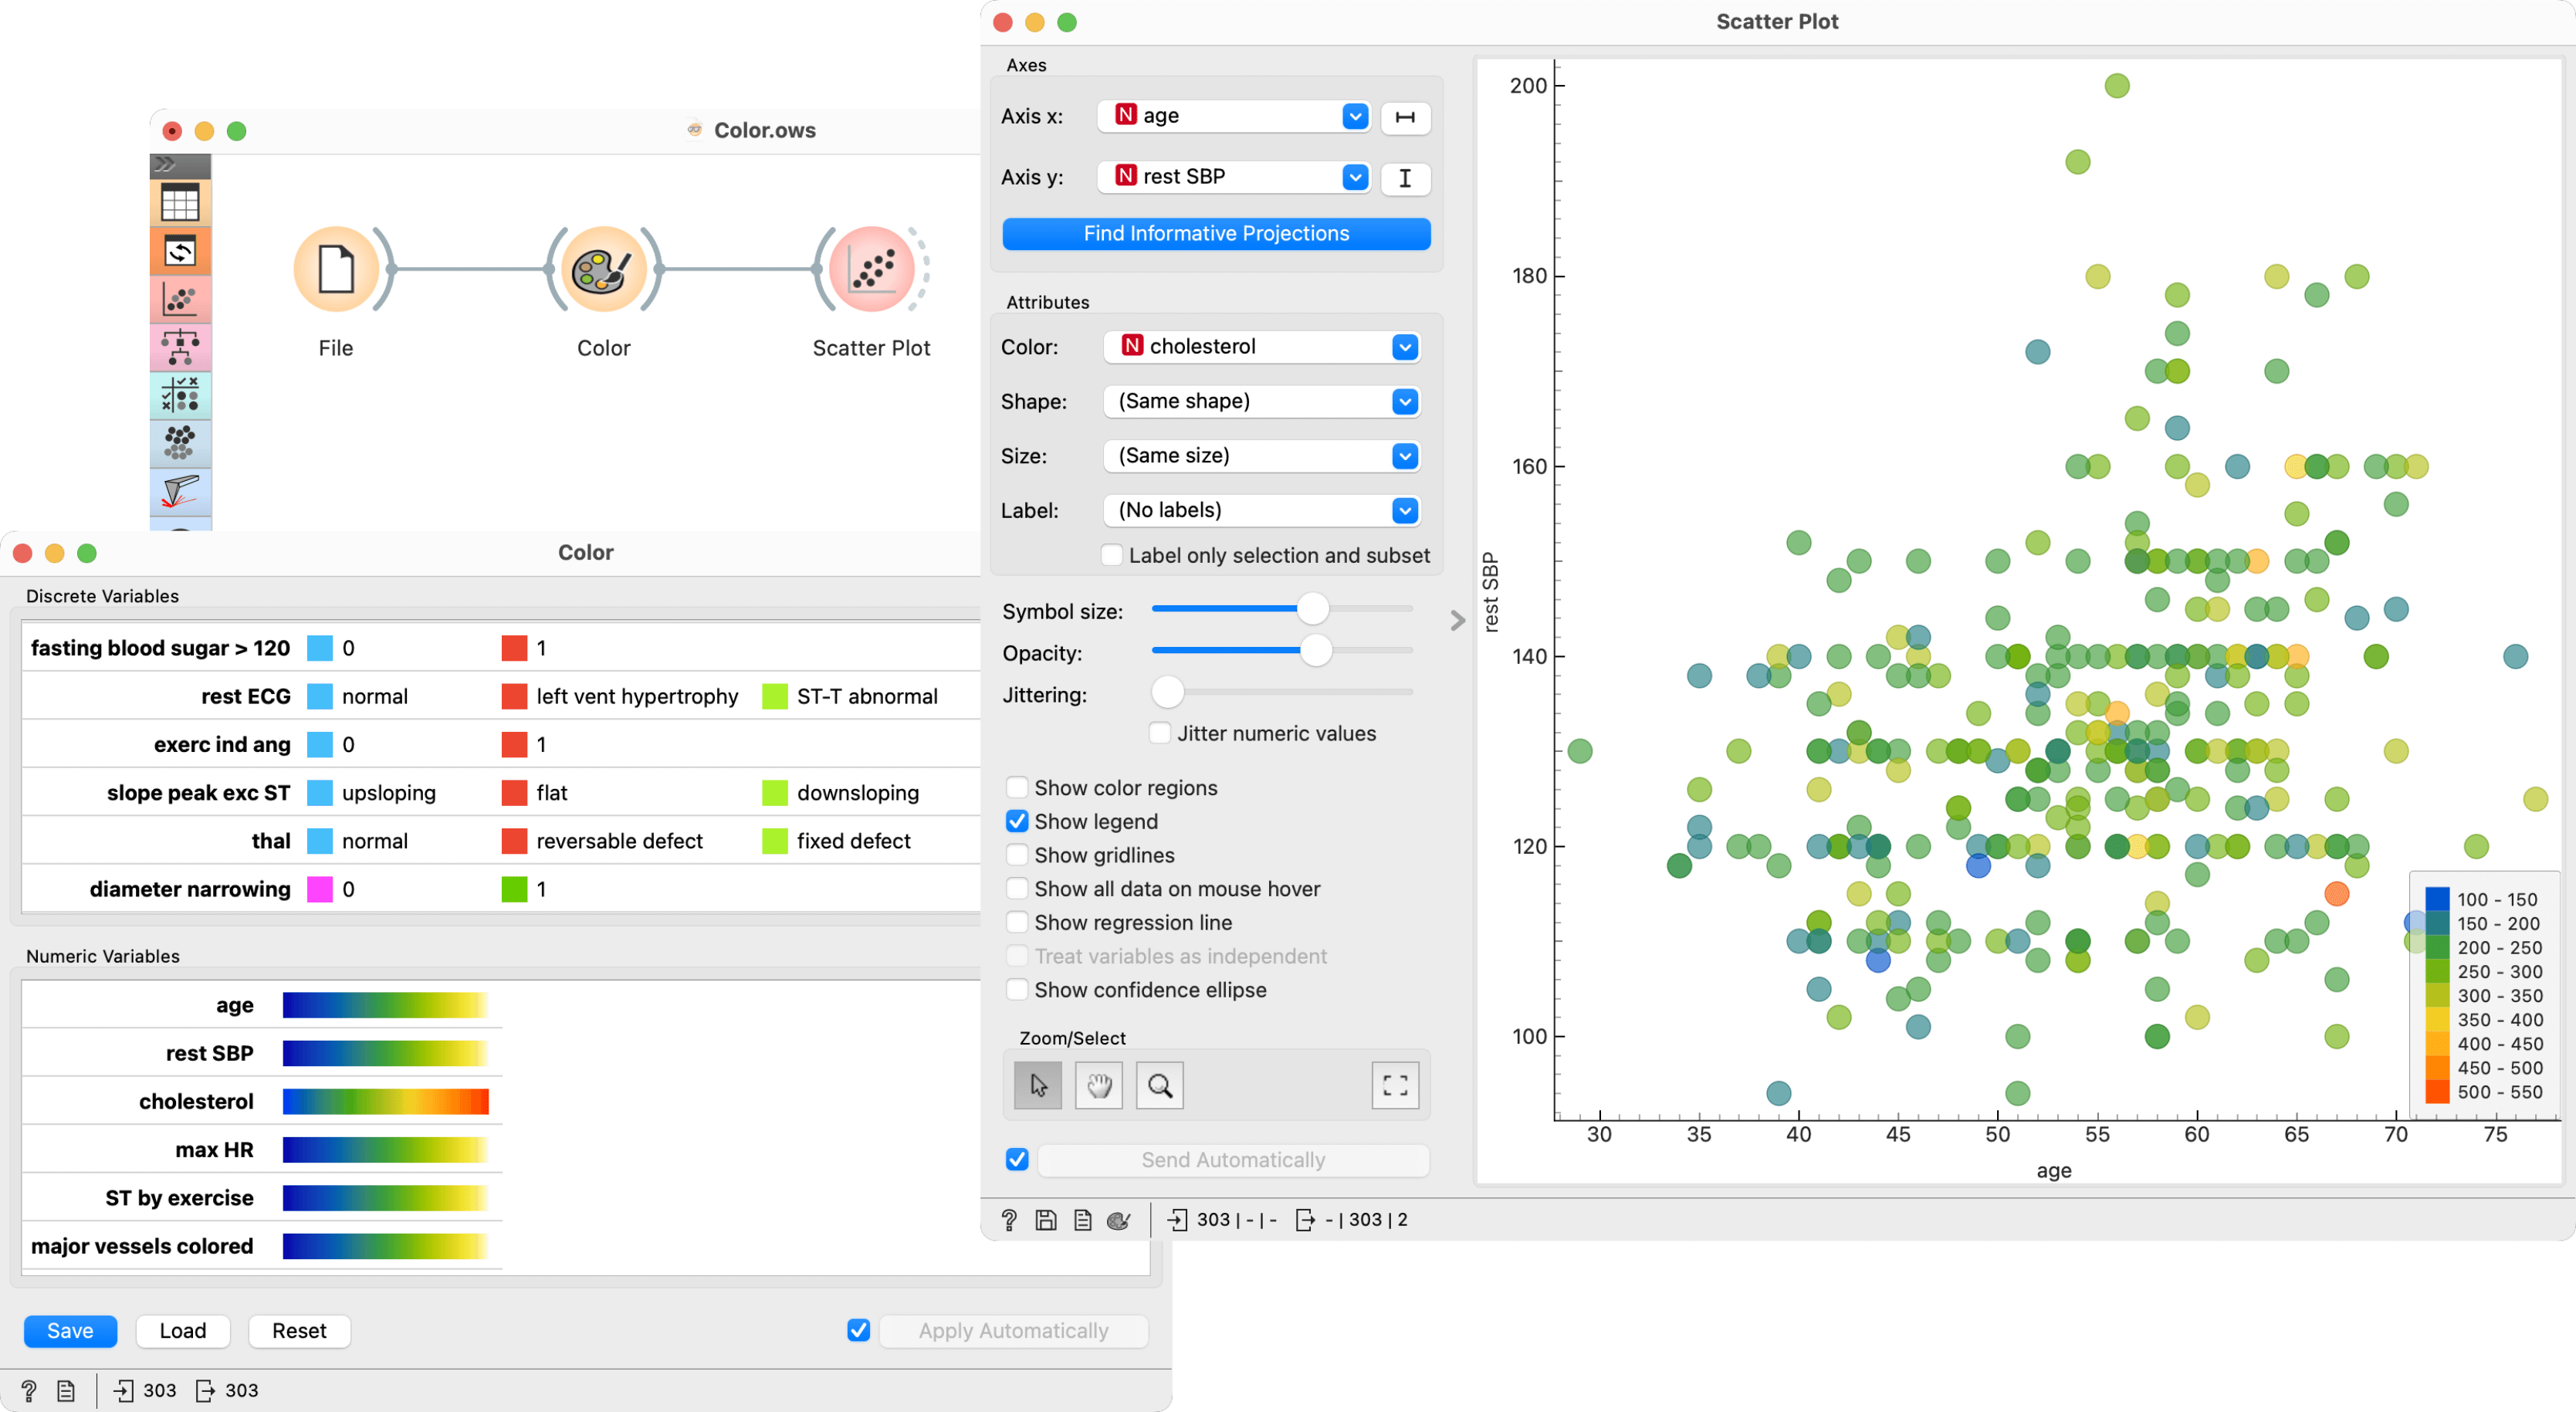 Color.ows
File
Color
Scatter Plot
Color
Discrete Variables
fasting blood sugar > 120 0 1
rest ECG normal left vent hypertrophy ST-T abnormal
exerc ind ang 0 1
slope peak exc ST upsloping flat downsloping
thal normal reversable defect fixed defect
diameter narrowing 0 1
Numeric Variables
age
rest SBP
cholesterol
max HR
ST by exercise
major vessels colored
Save Load Reset Apply Automatically
? 303 303
Scatter Plot
Axes
Axis x: N age
Axis y: N rest SBP
Find Informative Projections
Attributes
Color: N cholesterol
Shape: (Same shape)
Size: (Same size)
Label: (No labels)
Label only selection and subset
Symbol size:
Opacity:
Jittering:
Jitter numeric values
Show color regions
Show legend
Show gridlines
Show all data on mouse hover
Show regression line
Treat variables as independent
Show confidence ellipse
Zoom/Select
Send Automatically
? 303 | - | - - | 303 | 2
200
180
160
140
120
100
rest SBP
30 35 40 45 50 55 60 65 70 75
age
100 - 150
150 - 200
200 - 250
250 - 300
300 - 350
350 - 400
400 - 450
450 - 500
500 - 550